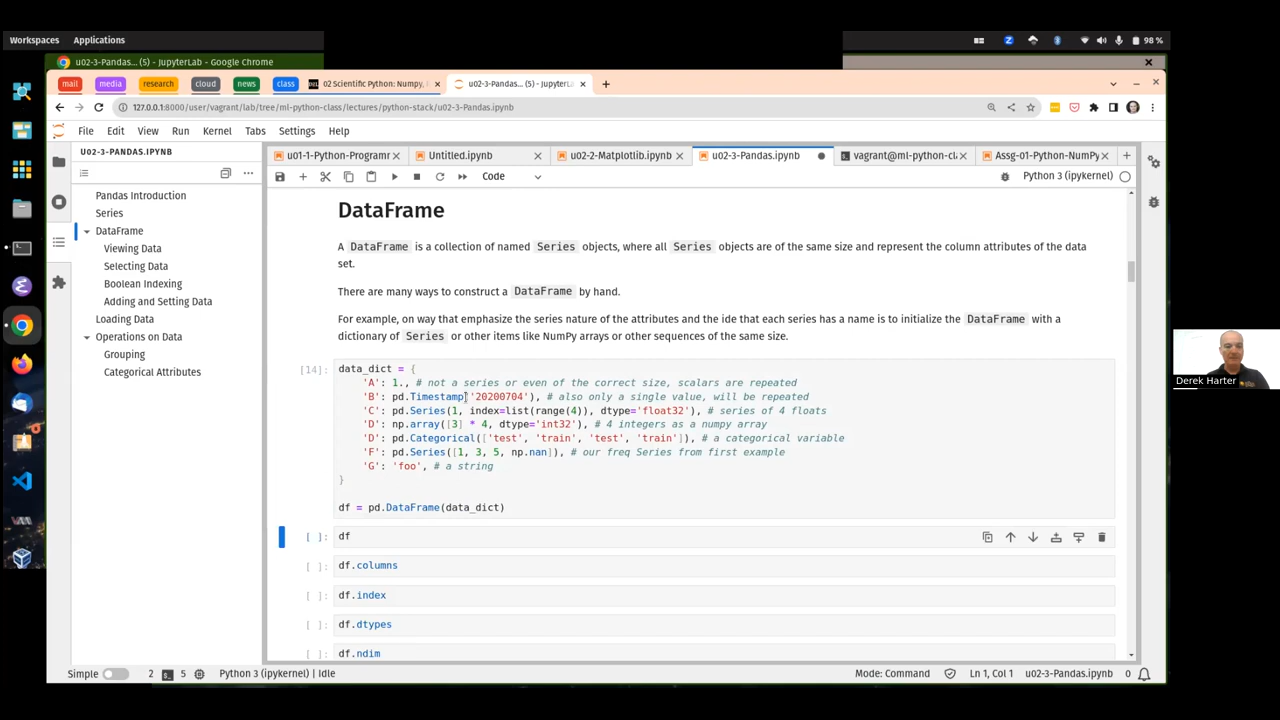 Workspaces Applications
98 %
u02-3-Pandas... (5) - JupyterLab - Google Chrome
mail media research cloud news class 02 Scientific Python: Numpy, u02-3-Pandas... (5) - JupyterLa
127.0.0.1:8000/user/vagrant/lab/tree/ml-python-class/lectures/python-stack/u02-3-Pandas.ipynb
File Edit View Run Kernel Tabs Settings Help
U02-3-PANDAS.IPYNB
u01-1-Python-Programm Untitled.ipynb u02-2-Matplotlib.ipynb u02-3-Pandas.ipynb vagrant@ml-python-cl Assg-01-Python-NumPy
Code
Python 3 (ipykernel)
Pandas Introduction
Series
DataFrame
Viewing Data
Selecting Data
Boolean Indexing
Adding and Setting Data
Loading Data
Operations on Data
Grouping
Categorical Attributes
DataFrame
A DataFrame is a collection of named Series objects, where all Series objects are of the same size and represent the column attributes of the data
set.
There are many ways to construct a DataFrame by hand.
For example, on way that emphasize the series nature of the attributes and the ide that each series has a name is to initialize the DataFrame with a
dictionary of Series or other items like NumPy arrays or other sequences of the same size.
[14]: data_dict = {
'A': 1., # not a series or even of the correct size, scalars are repeated
'B': pd.Timestamp('20200704'), # also only a single value, will be repeated
'C': pd.Series(1, index=list(range(4)), dtype='float32'), # series of 4 floats
'D': np.array([3] * 4, dtype='int32'), # 4 integers as a numpy array
'D': pd.Categorical(['test', 'train', 'test', 'train']), # a categorical variable
'F': pd.Series([1, 3, 5, np.nan]), # our freq Series from first example
'G': 'foo', # a string
}
df = pd.DataFrame(data_dict)
[ ]: df
[ ]: df.columns
[ ]: df.index
[ ]: df.dtypes
[ ]: df.ndim
Derek Harter
Simple 2 5 Python 3 (ipykernel) | Idle
Mode: Command Ln 1, Col 1 u02-3-Pandas.ipynb 0